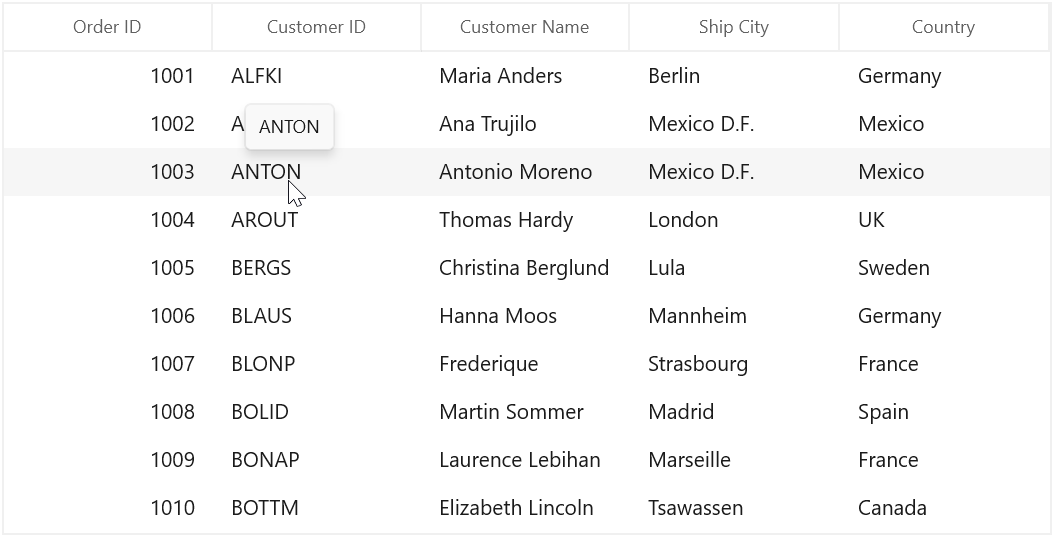 Order ID Customer ID Customer Name Ship City Country
1001 ALFKI Maria Anders Berlin Germany
1002 A Ana Trujilo Mexico D.F. Mexico
ANTON
1003 ANTON Antonio Moreno Mexico D.F. Mexico
1004 AROUT Thomas Hardy London UK
1005 BERGS Christina Berglund Lula Sweden
1006 BLAUS Hanna Moos Mannheim Germany
1007 BLONP Frederique Strasbourg France
1008 BOLID Martin Sommer Madrid Spain
1009 BONAP Laurence Lebihan Marseille France
1010 BOTTM Elizabeth Lincoln Tsawassen Canada